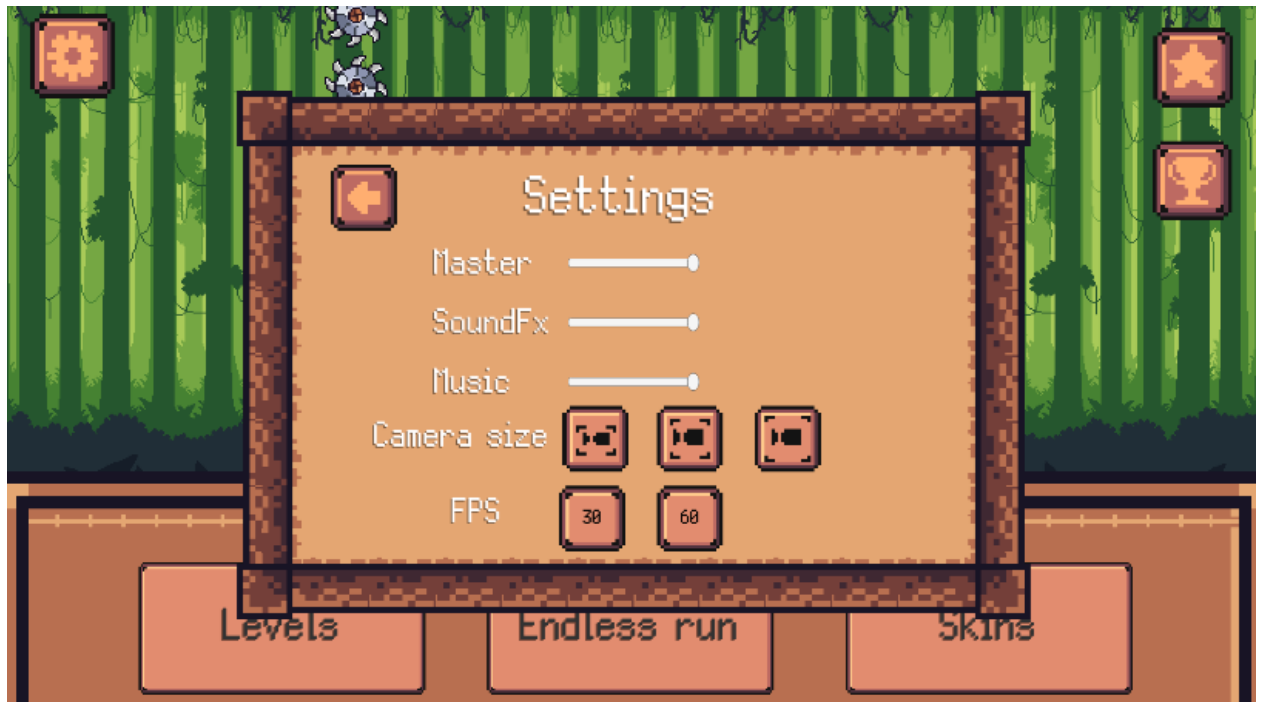 Settings
Master
SoundFx
Music
Camera size
FPS
30
60
Levels
Endless run
Skins